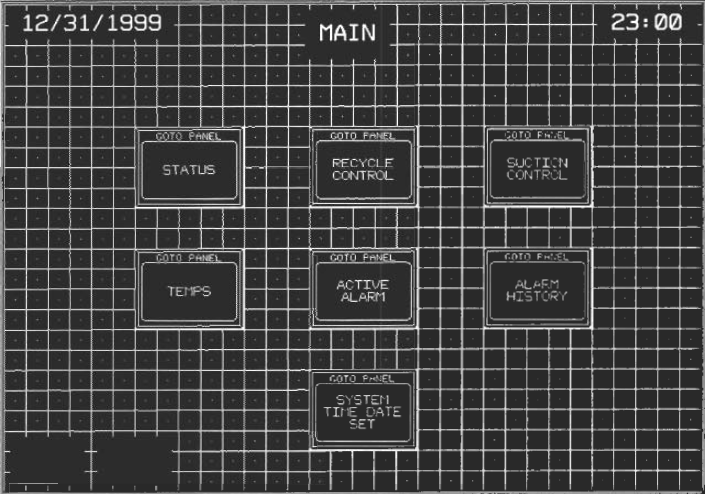 12/31/1999
MAIN
23:00
GOTO PANEL
STATUS
GOTO PANEL
RECYCLE
CONTROL
GOTO PANEL
SUCTION
CONTROL
GOTO PANEL
TEMPS
GOTO PANEL
ACTIVE
ALARM
GOTO PANEL
ALARM
HISTORY
GOTO PANEL
SYSTEM
TIME DATE
SET